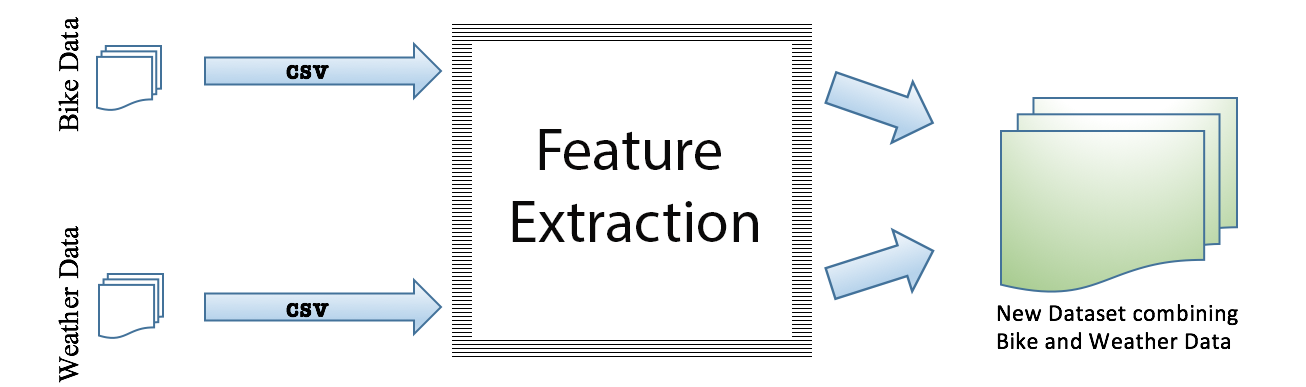 Bike Data
CSV
Weather Data
CSV
Feature
Extraction
New Dataset combining
Bike and Weather Data